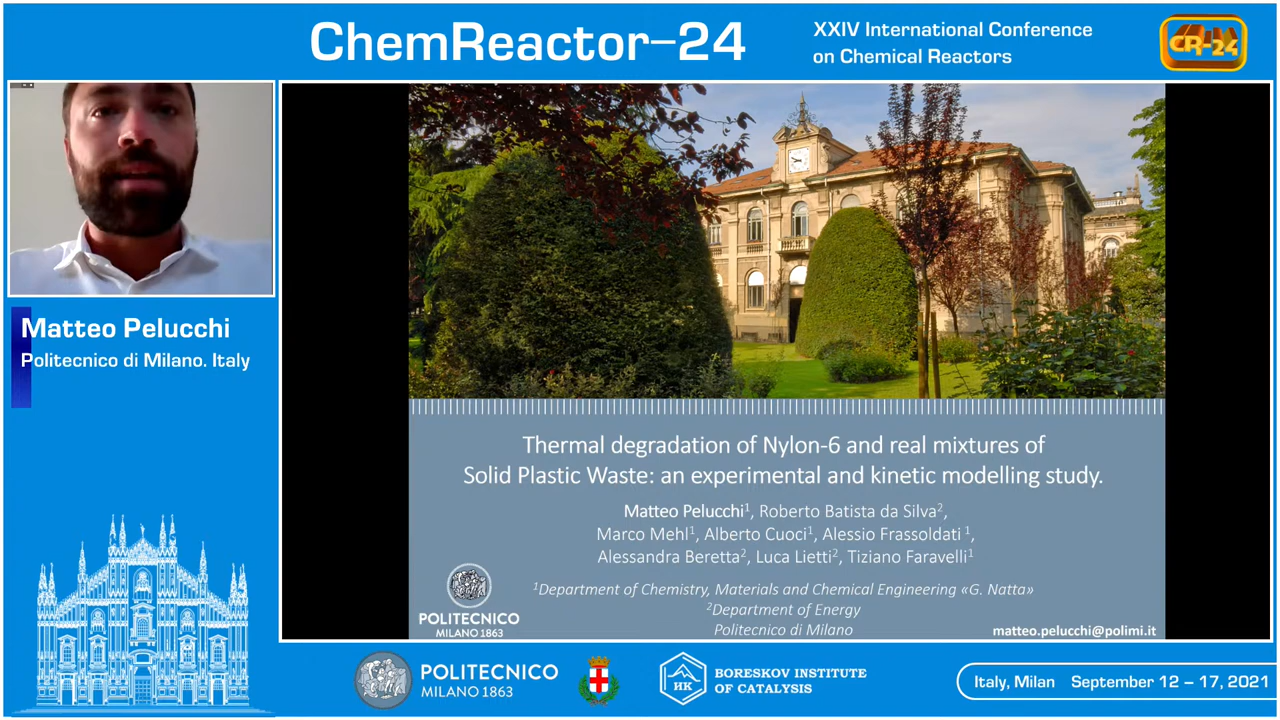 ChemReactor–24
XXIV International Conference
on Chemical Reactors
CR-24
Matteo Pelucchi
Politecnico di Milano. Italy
Thermal degradation of Nylon-6 and real mixtures of
Solid Plastic Waste: an experimental and kinetic modelling study.
Matteo Pelucchi¹, Roberto Batista da Silva²,
Marco Mehl¹, Alberto Cuoci¹, Alessio Frassoldati ¹,
Alessandra Beretta², Luca Lietti², Tiziano Faravelli¹
¹Department of Chemistry, Materials and Chemical Engineering «G. Natta»
²Department of Energy
Politecnico di Milano
POLITECNICO
MILANO 1863
matteo.pelucchi@polimi.it
POLITECNICO
MILANO 1863
НК
BORESKOV INSTITUTE
OF CATALYSIS
Italy, Milan September 12 – 17, 2021